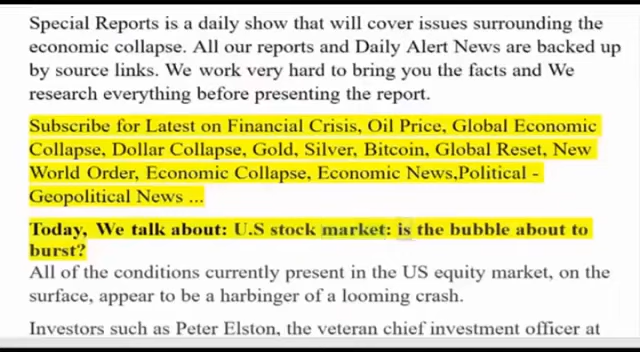 Special Reports is a daily show that will cover issues surrounding the
economic collapse. All our reports and Daily Alert News are backed up
by source links. We work very hard to bring you the facts and We
research everything before presenting the report.
Subscribe for Latest on Financial Crisis, Oil Price, Global Economic
Collapse, Dollar Collapse, Gold, Silver, Bitcoin, Global Reset, New
World Order, Economic Collapse, Economic News,Political -
Geopolitical News ...
Today, We talk about: U.S stock market: is the bubble about to
burst?
All of the conditions currently present in the US equity market, on the
surface, appear to be a harbinger of a looming crash.
Investors such as Peter Elston, the veteran chief investment officer at